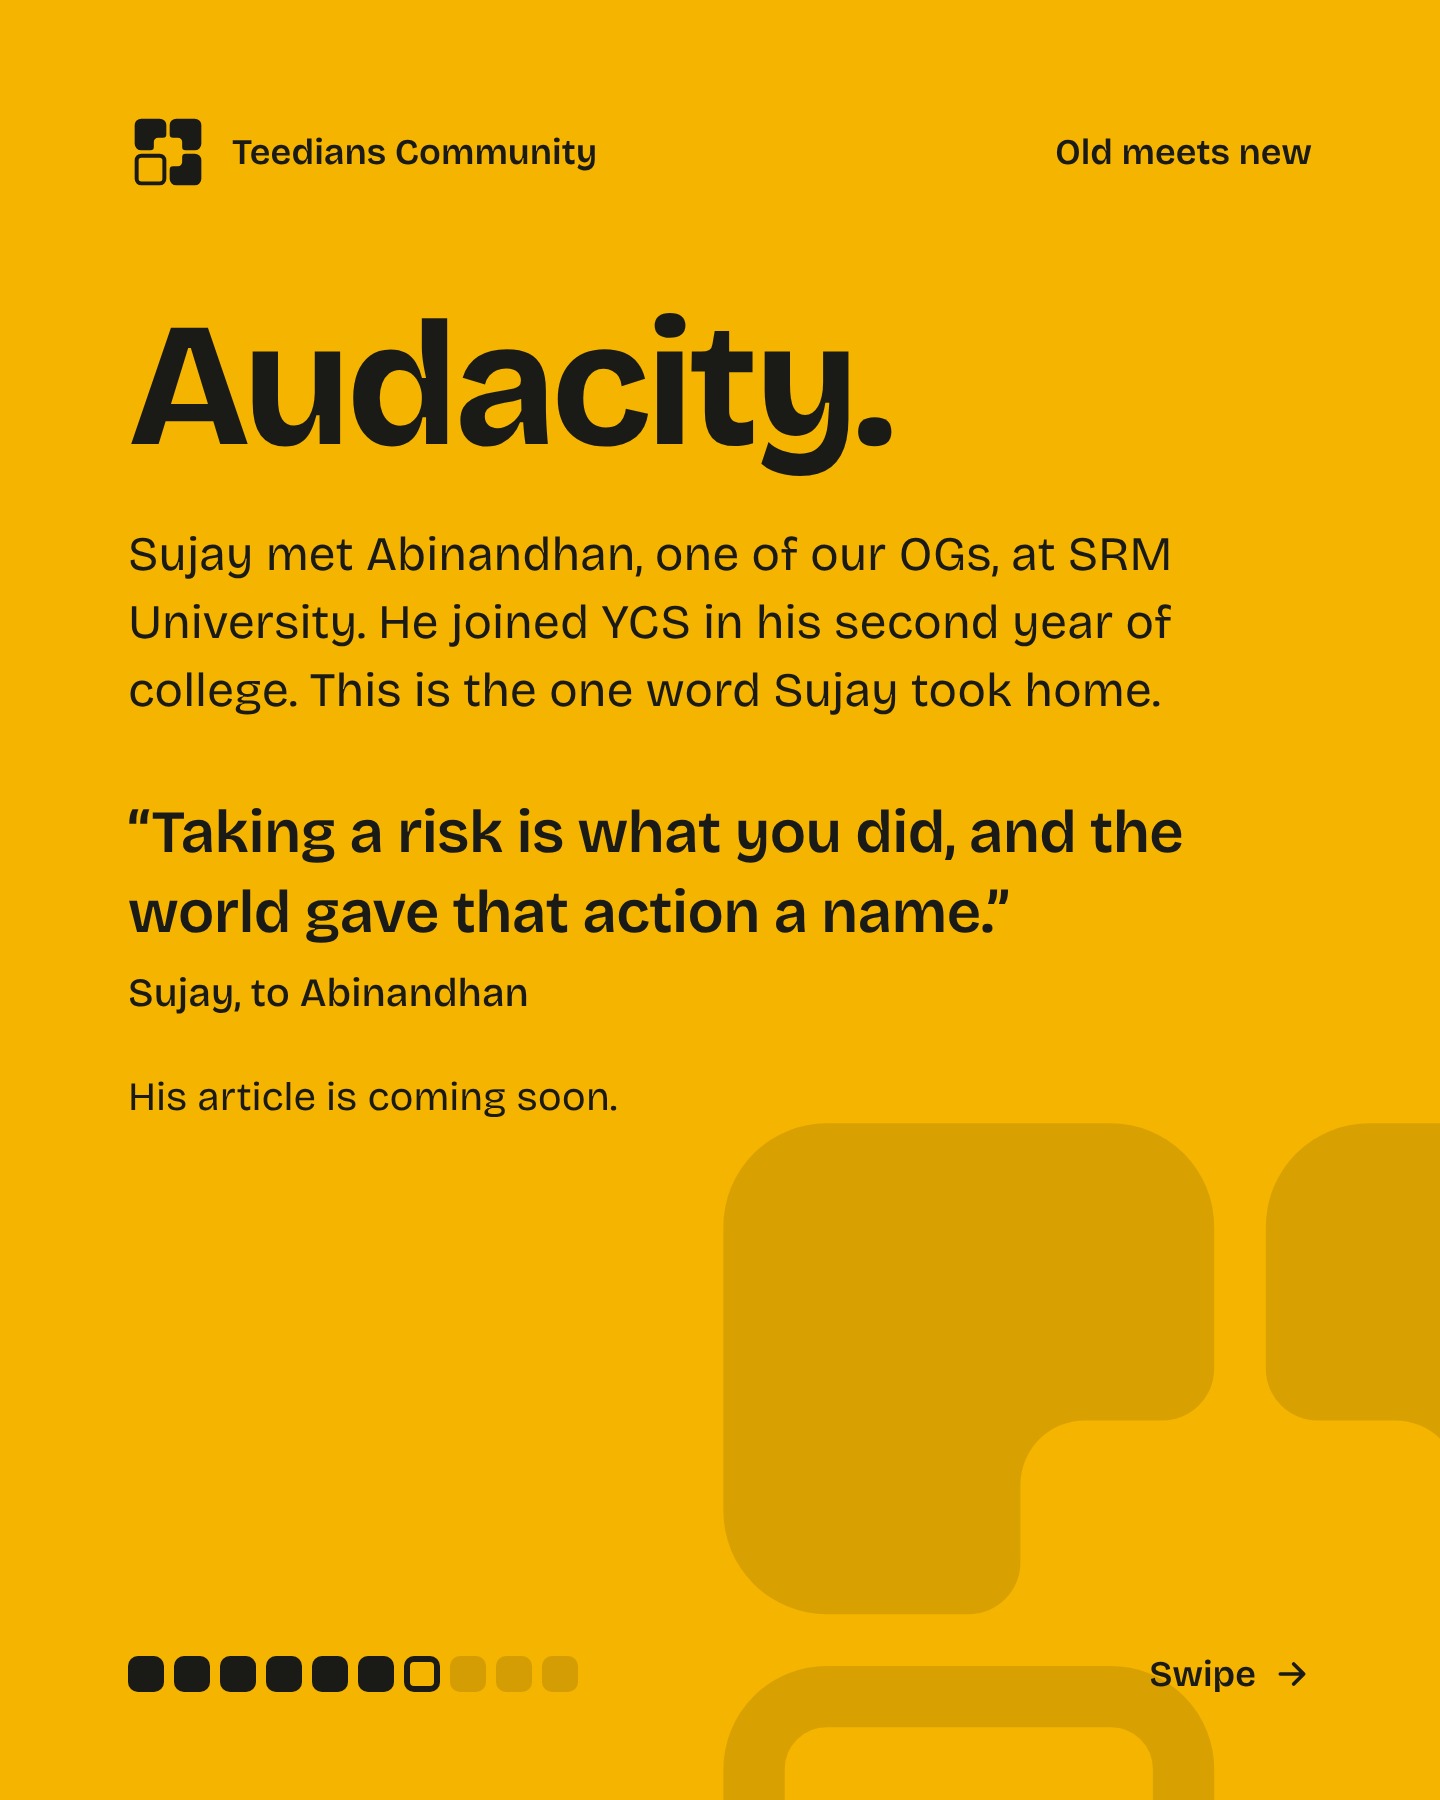 Teedians Community
Old meets new
Audacity.
Sujay met Abinandhan, one of our OGs, at SRM
University. He joined YCS in his second year of
college. This is the one word Sujay took home.
“Taking a risk is what you did, and the
world gave that action a name.”
Sujay, to Abinandhan
His article is coming soon.
Swipe →